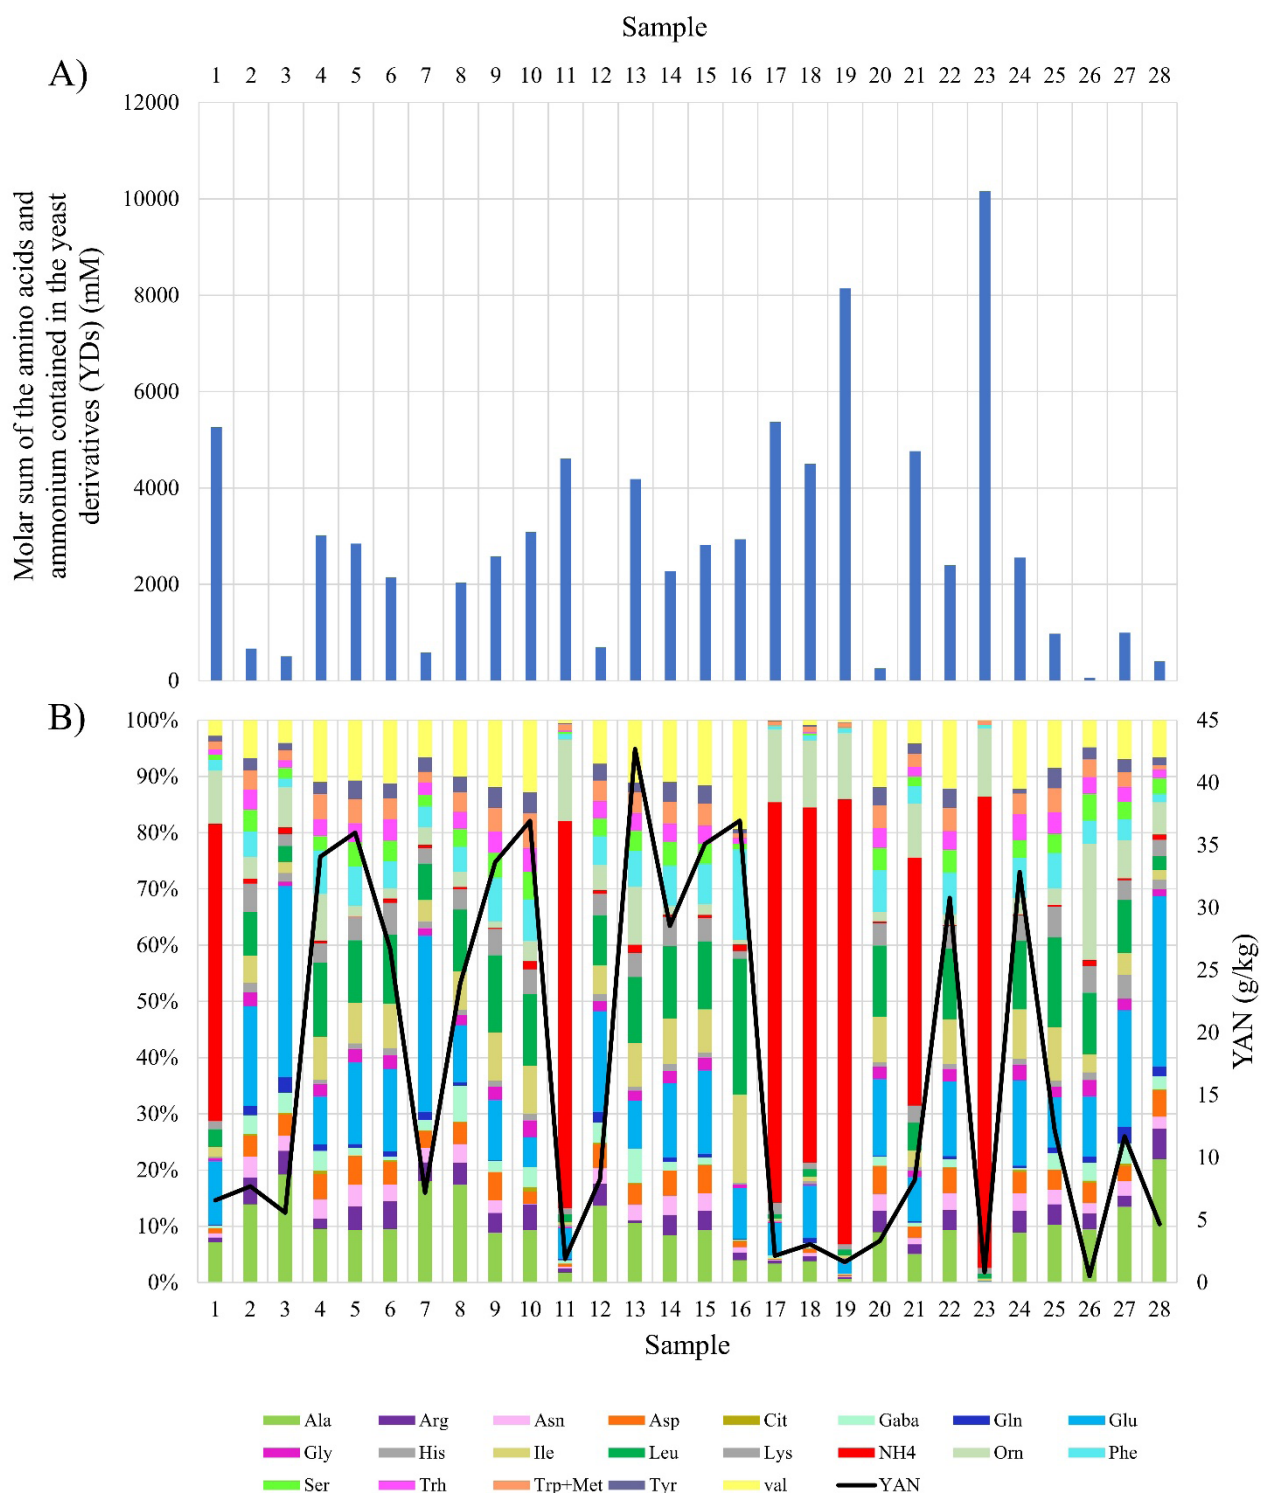 Sample
A)
1 2 3 4 5 6 7 8 9 10 11 12 13 14 15 16 17 18 19 20 21 22 23 24 25 26 27 28
12000
10000
8000
6000
4000
2000
0
Molar sum of the amino acids and
ammonium contained in the yeast
derivatives (YDs) (mM)
B)
100%
90%
80%
70%
60%
50%
40%
30%
20%
10%
0%
45
40
35
30
25
20
15
10
5
0
YAN (g/kg)
1 2 3 4 5 6 7 8 9 10 11 12 13 14 15 16 17 18 19 20 21 22 23 24 25 26 27 28
Sample
Ala Arg Asn Asp Cit Gaba Gln Glu
Gly His Ile Leu Lys NH4 Orn Phe
Ser Trh Trp+Met Tyr val YAN